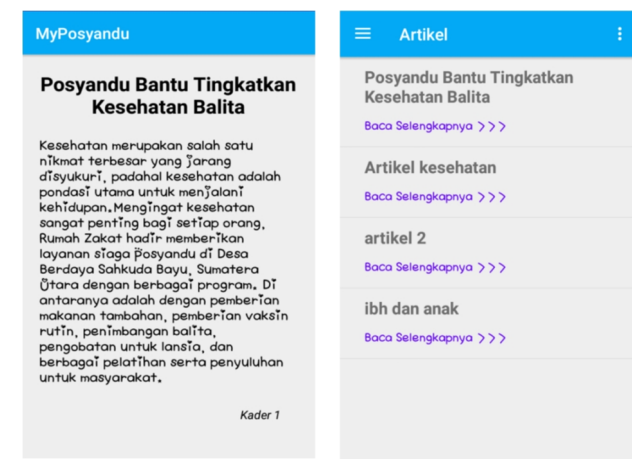 MyPosyandu
Posyandu Bantu Tingkatkan
Kesehatan Balita
Kesehatan merupakan salah satu
nikmat terbesar yang jarang
disyukuri, padahal kesehatan adalah
pondasi utama untuk menjalani
kehidupan.Mengingat kesehatan
sangat penting bagi setiap orang,
Rumah Zakat hadir memberikan
layanan siaga Posyandu di Desa
Berdaya Sahkuda Bayu, Sumatera
Utara dengan berbagai program. Di
antaranya adalah dengan pemberian
makanan tambahan, pemberian vaksin
rutin, penimbangan balita,
pengobatan untuk lansia, dan
berbagai pelatihan serta penyuluhan
untuk masyarakat.
Kader 1
Artikel
Posyandu Bantu Tingkatkan
Kesehatan Balita
Baca Selengkapnya >>>
Artikel kesehatan
Baca Selengkapnya >>>
artikel 2
Baca Selengkapnya >>>
ibh dan anak
Baca Selengkapnya >>>